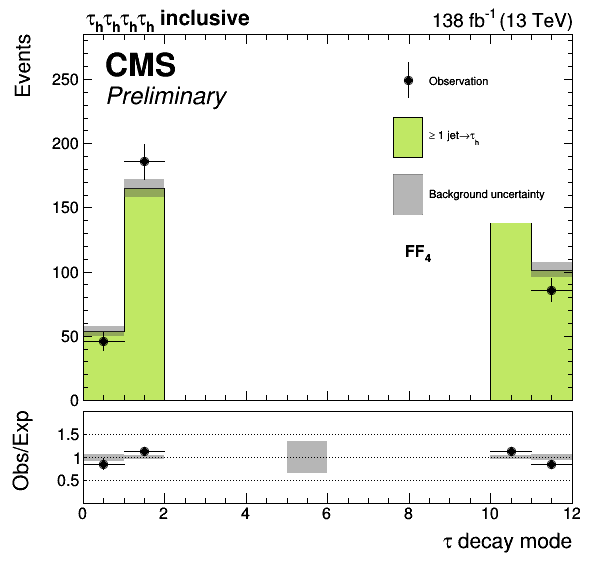 τhτhτhτh inclusive
138 fb-1 (13 TeV)
Events
CMS
Preliminary
Observation
≥ 1 jet→τh
Background uncertainty
FF4
250
200
150
100
50
0
Obs/Exp
1.5
1
0.5
0 2 4 6 8 10 12
τ decay mode